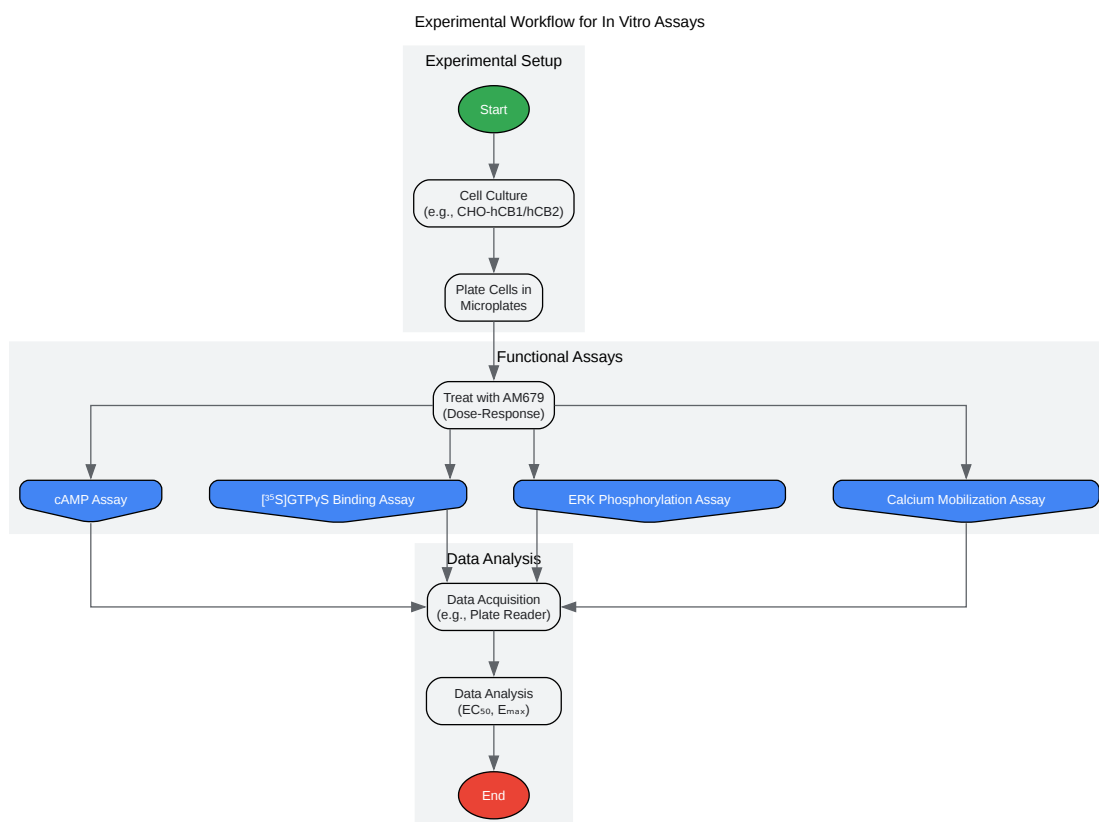 Experimental Workflow for In Vitro Assays
Experimental Setup
Start
Cell Culture
(e.g., CHO-hCB1/hCB2)
Plate Cells in
Microplates
Functional Assays
Treat with AM679
(Dose-Response)
cAMP Assay
[³⁵S]GTPγS Binding Assay
ERK Phosphorylation Assay
Calcium Mobilization Assay
Data Analysis
Data Acquisition
(e.g., Plate Reader)
Data Analysis
(EC₅₀, Eₘₐₓ)
End